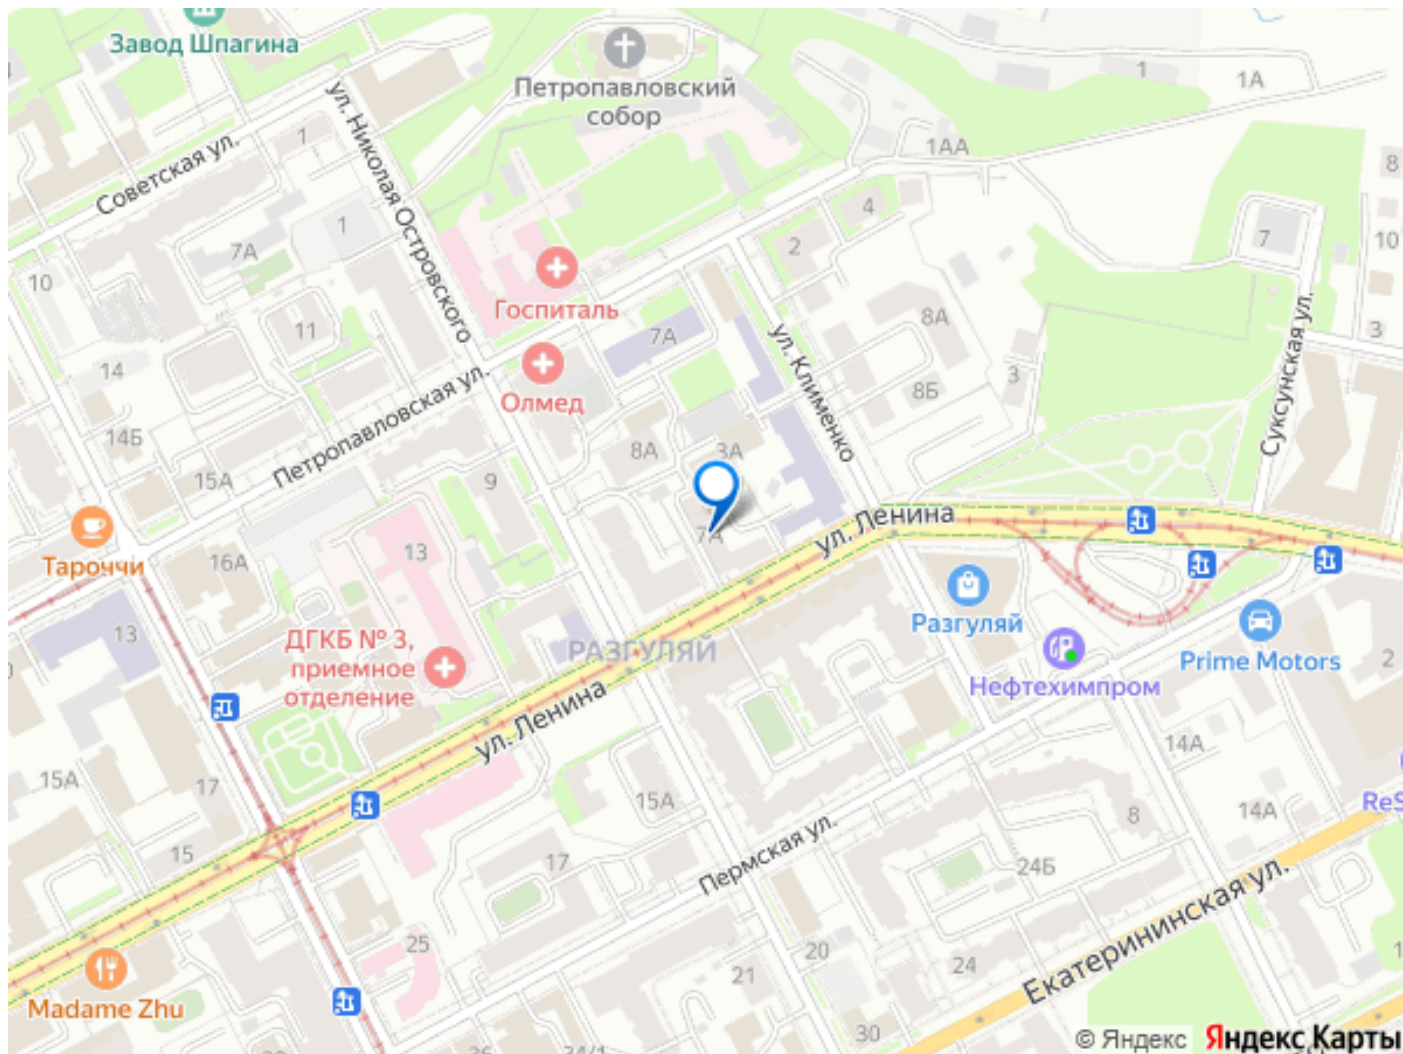 Завод Шпагина
Петропавловский
собор
1
1А
1АА
8
ул. Николая Островского
1
Советская ул.
4
1
7А
2
7
10
10
Госпиталь
8А
Суксунская ул.
11
7А
ул. Клименко
3
14
Петропавловская ул.
Олмед
3
8Б
14Б
8А
3А
15А
9
Тароччи
16А
13
7А
ул. Ленина
Разгуляй
13
ДГКБ № 3,
приемное
отделение
РАЗГУЛЯЙ
Нефтехимпром
Prime Motors
2
ул. Ленина
14А
15А
17
15А
14А
ReS
15
17
Пермская ул.
8
24Б
Екатерининская ул.
25
20
24
21
Madame Zhu
30
© Яндекс Яндекс Карты